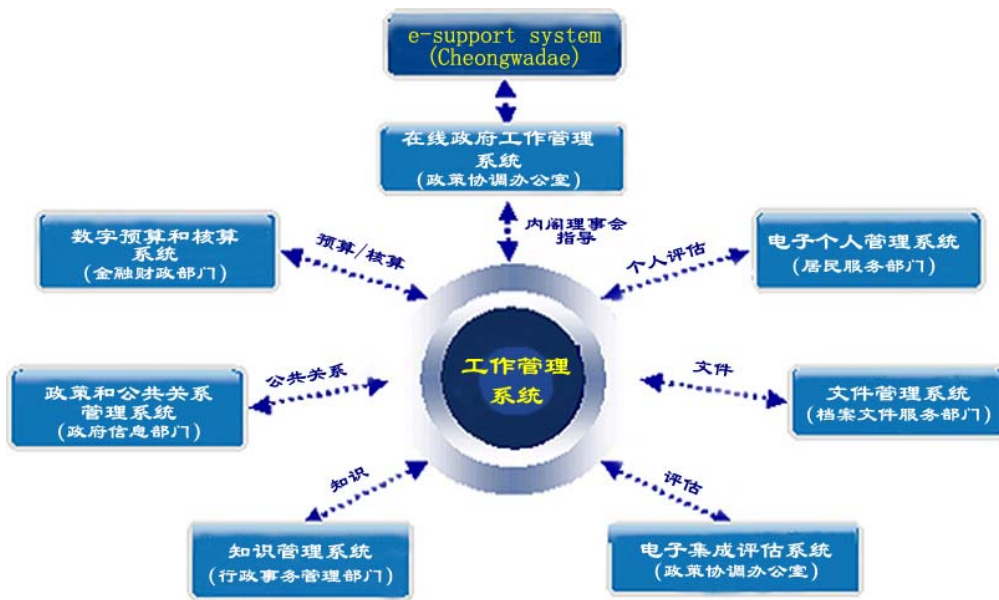 e-support system
(Cheongwadae)
在线政府工作管理
系统
(政策协调办公室)
内阁理事会
指导
数字预算和核算
系统
(金融财政部门)
预算/核算
个人评估
电子个人管理系统
(居民服务部门)
工作管理
系统
政策和公共关系
管理系统
(政府信息部门)
公共关系
文件
文件管理系统
(档案文件服务部门)
知识
评估
知识管理系统
(行政事务管理部门)
电子集成评估系统
(政策协调办公室)